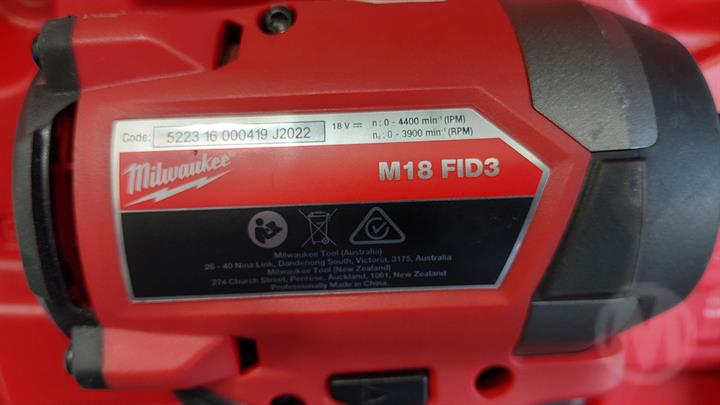 Code: 5223 16 000419 J2022
18 V ⎓ n : 0 - 4400 min⁻¹ (IPM)
n₀ : 0 - 3900 min⁻¹ (RPM)
Milwaukee
M18 FID3
Milwaukee Tool (Australia)
26 - 40 Nina Link, Dandenong South, Victoria, 3175, Australia
Milwaukee Tool (New Zealand)
274 Church Street, Penrose, Auckland, 1061, New Zealand
Professionally Made in China.
M